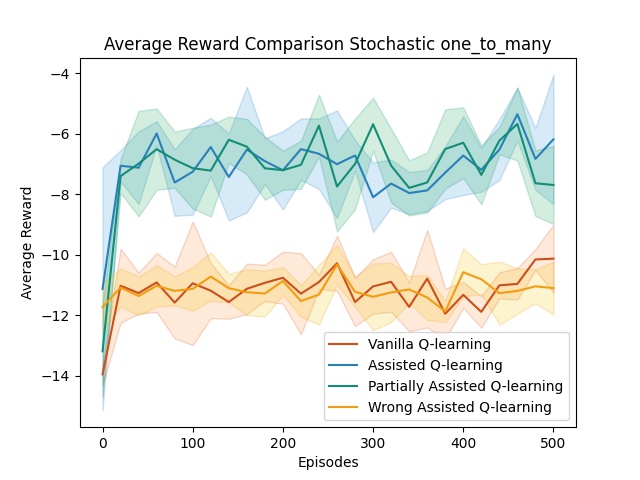 Average Reward Comparison Stochastic one_to_many
Average Reward
−4
−6
−8
−10
−12
−14
0
100
200
300
400
500
Episodes
Vanilla Q-learning
Assisted Q-learning
Partially Assisted Q-learning
Wrong Assisted Q-learning